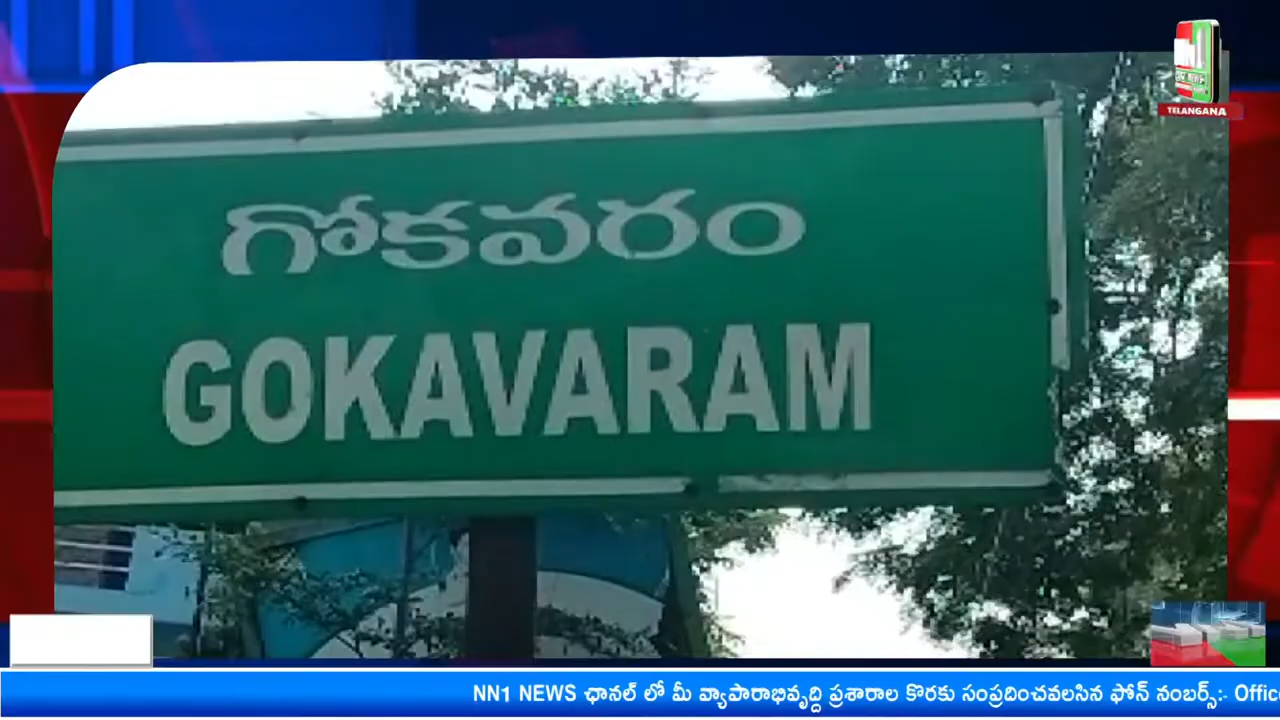 TELANGANA
గోకవరం
GOKAVARAM
NN1 NEWS ఛానల్ లో మీ వ్యాపారాభివృద్ది ప్రశారాల కొరకు సంప్రదించవలసిన ఫోన్ నంబర్స్:- Offic